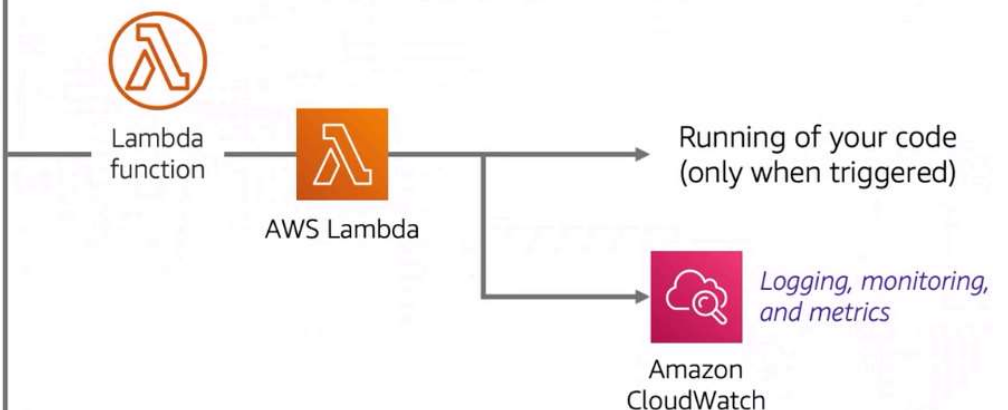 Lambda
function
AWS Lambda
Running of your code
(only when triggered)
Logging, monitoring,
and metrics
Amazon
CloudWatch